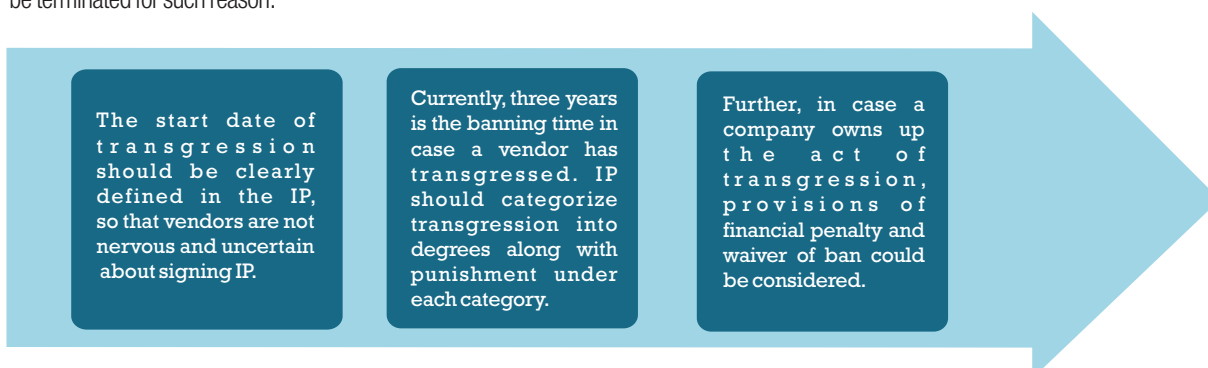 be terminated for such reason.
The start date of
transgression
should be clearly
defined in the IP,
so that vendors are not
nervous and uncertain
about signing IP.
Currently, three years
is the banning time in
case a vendor has
transgressed. IP
should categorize
transgression into
degrees along with
punishment under
each category.
Further, in case a
company owns up
the act of
transgression,
provisions of
financial penalty and
waiver of ban could
be considered.